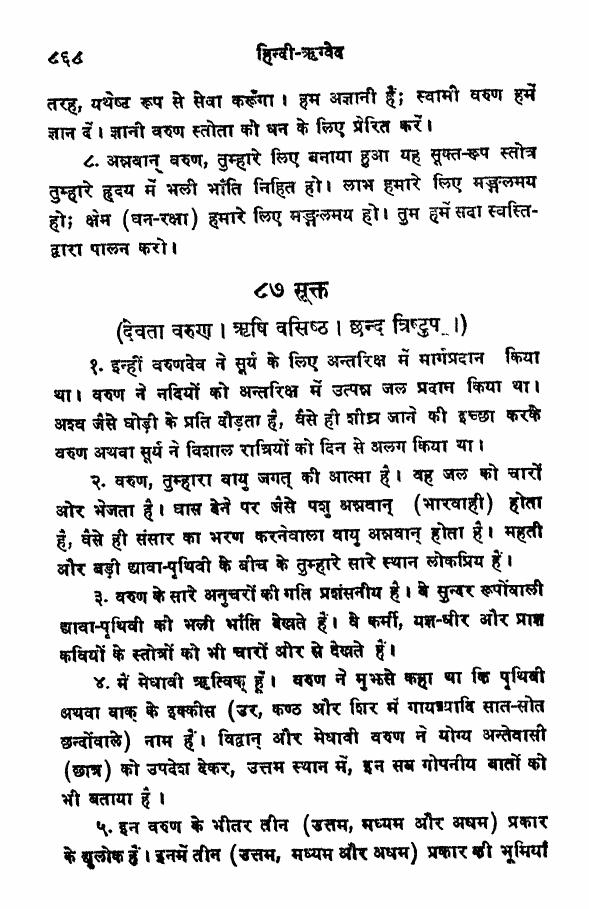 ८६८ हिन्दी-ऋग्वेद
तरह, यथेष्ट रूप से सेवा करूँगा। हम अज्ञानी हैं; स्वामी वरुण हमें
ज्ञान दें। ज्ञानी वरुण स्तोता को धन के लिए प्रेरित करें।
८. अन्नवान् वरुण, तुम्हारे लिए बनाया हुआ यह सूक्त-रूप स्तोत्र
तुम्हारे हृदय में भली भाँति निहित हो। लाभ हमारे लिए मङ्गलमय
हो; क्षेम (धन-रक्षा) हमारे लिए मङ्गलमय हो। तुम हमें सदा स्वस्ति-
द्वारा पालन करो।
८७ सूक्त
(देवता वरुण। ऋषि वसिष्ठ। छन्द त्रिष्टुप्।)
१. इन्हीं वरुणदेव ने सूर्य के लिए अन्तरिक्ष में मार्गप्रदान किया
था। वरुण ने नदियों को अन्तरिक्ष में उत्पन्न जल प्रदान किया था।
अश्व जैसे घोड़ी के प्रति दौड़ता है, वैसे ही शीघ्र जाने की इच्छा करके
वरुण अथवा सूर्य ने विशाल रात्रियों को दिन से अलग किया था।
२. वरुण, तुम्हारा वायु जगत् की आत्मा है। वह जल को चारों
ओर भेजता है। घास देने पर जैसे पशु अन्नवान् (भारवाही) होता
है, वैसे ही संसार का भरण करनेवाला वायु अन्नवान् होता है। महती
और बड़ी द्यावा-पृथिवी के बीच के तुम्हारे सारे स्थान लोकप्रिय हैं।
३. वरुण के सारे अनुचरों की गति प्रशंसनीय है। वे सुन्दर रूपोंवाली
द्यावा-पृथिवी को भली भाँति देखते हैं। वे कर्मी, यज्ञ-धीर और प्राज्ञ
कवियों के स्तोत्रों को भी चारों ओर से देखते हैं।
४. में मेधावी ऋत्विक् हूँ। वरुण ने मुझसे कहा था कि पृथिवी
अथवा वाक् के इक्कीस (उर, कण्ठ और शिर में गायत्र्यादि सात-सात
छन्दोंवाले) नाम हैं। विद्वान् और मेधावी वरुण ने योग्य अन्तेवासी
(छात्र) को उपदेश देकर, उत्तम स्थान में, इन सब गोपनीय बातों को
भी बताया है।
५. इन वरुण के भीतर तीन (उत्तम, मध्यम और अधम) प्रकार
के द्युलोक हैं। इनमें तीन (उत्तम, मध्यम और अधम) प्रकार की भूमियाँ